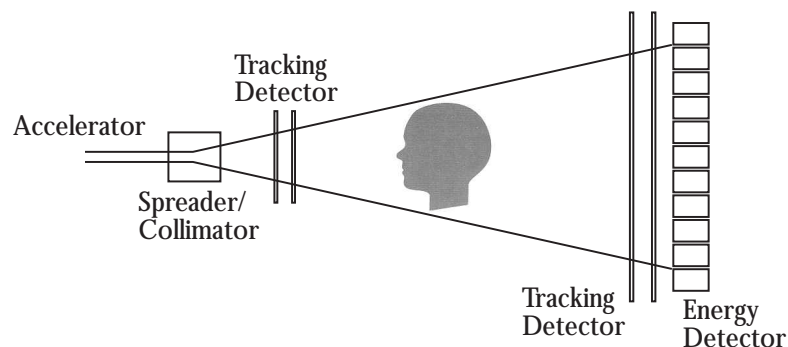 Tracking
Detector
Accelerator
Spreader/
Collimator
Tracking
Detector
Energy
Detector